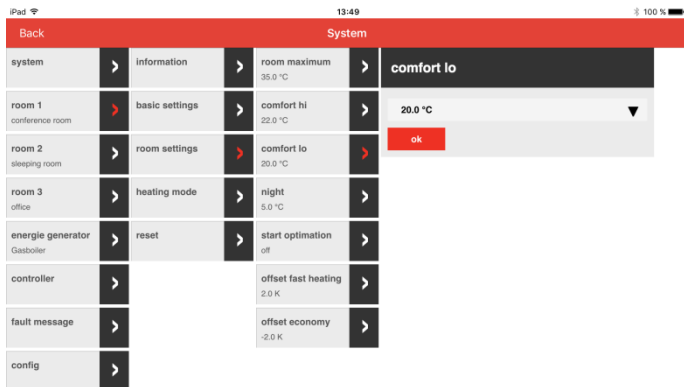 iPad 13:49 100 %
Back System
system
room 1
conference room
room 2
sleeping room
room 3
office
energie generator
Gasboiler
controller
fault message
config
information
basic settings
room settings
heating mode
reset
room maximum
35.0 °C
comfort hi
22.0 °C
comfort lo
20.0 °C
night
5.0 °C
start optimation
off
offset fast heating
2.0 K
offset economy
-2.0 K
comfort lo
20.0 °C
ok